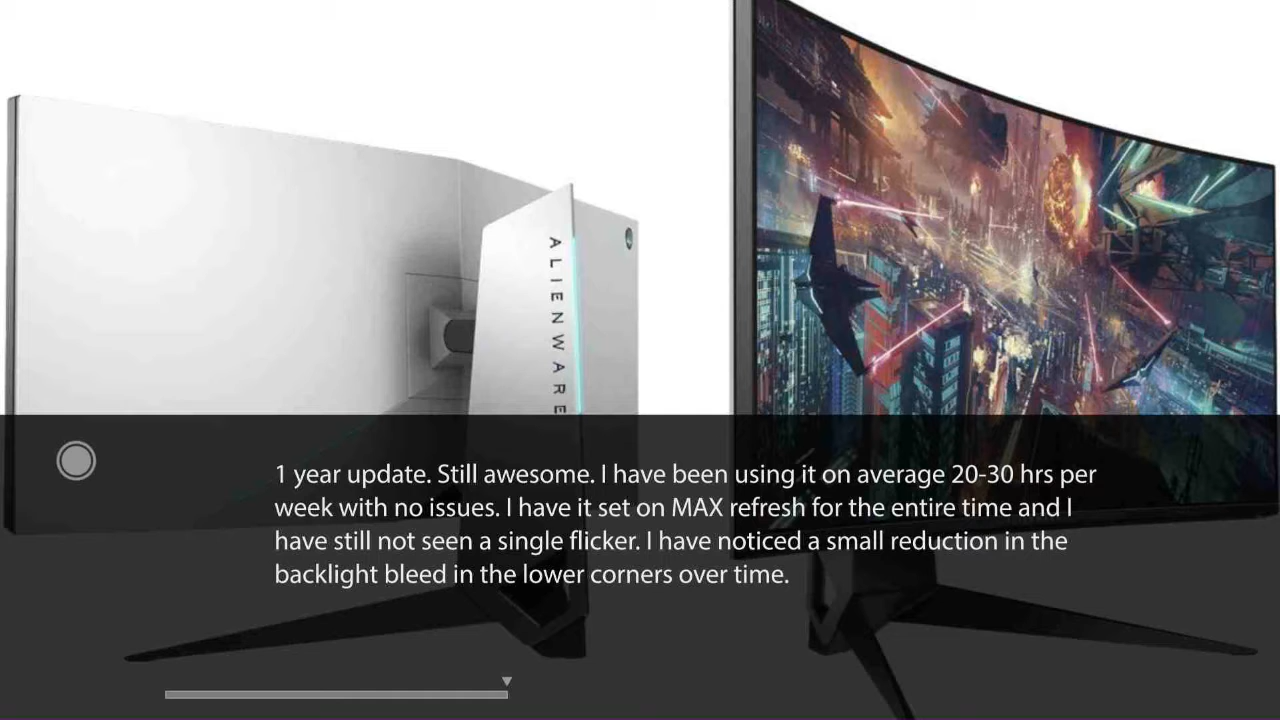 ALIENWARE
1 year update. Still awesome. I have been using it on average 20-30 hrs per
week with no issues. I have it set on MAX refresh for the entire time and I
have still not seen a single flicker. I have noticed a small reduction in the
backlight bleed in the lower corners over time.